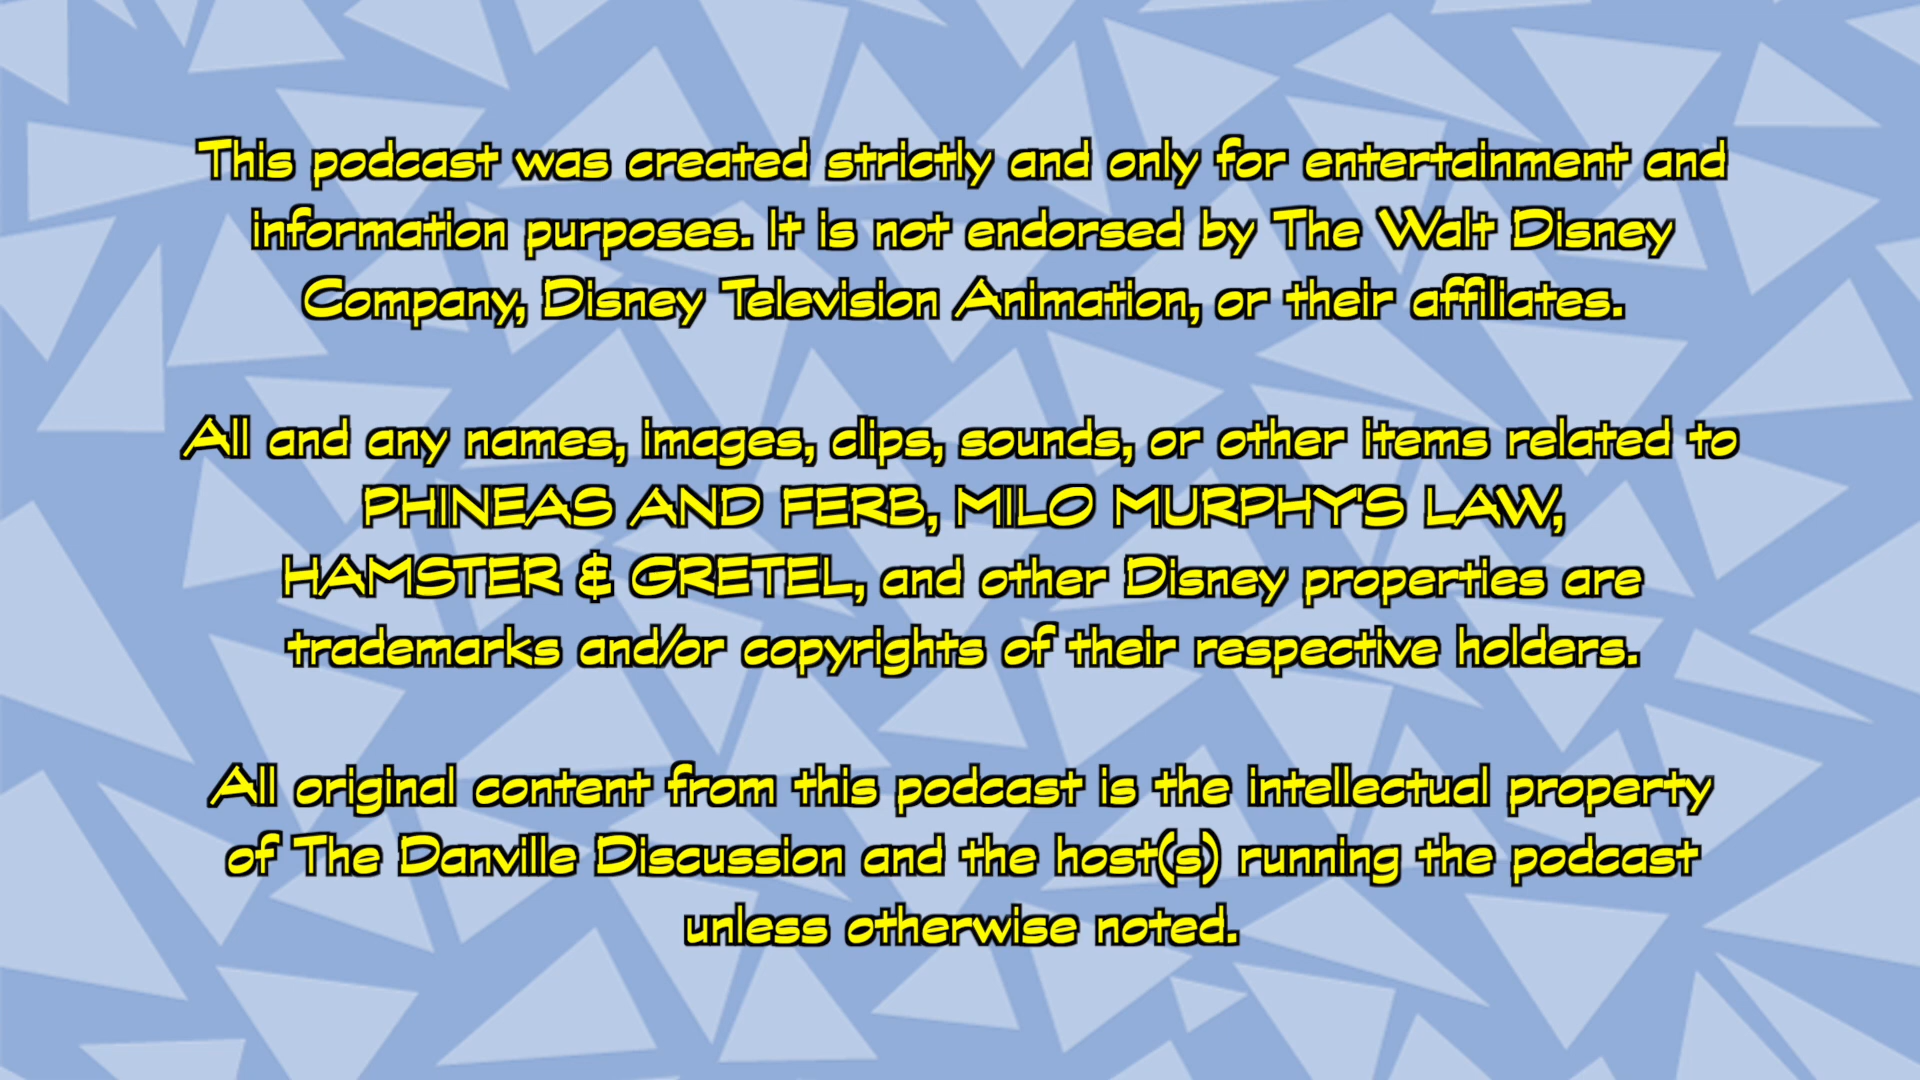 This podcast was created strictly and only for entertainment and
information purposes. It is not endorsed by The Walt Disney
Company, Disney Television Animation, or their affiliates.
All and any names, images, clips, sounds, or other items related to
PHINEAS AND FERB, MILO MURPHY'S LAW,
HAMSTER & GRETEL, and other Disney properties are
trademarks and/or copyrights of their respective holders.
All original content from this podcast is the intellectual property
of The Danville Discussion and the host(s) running the podcast
unless otherwise noted.